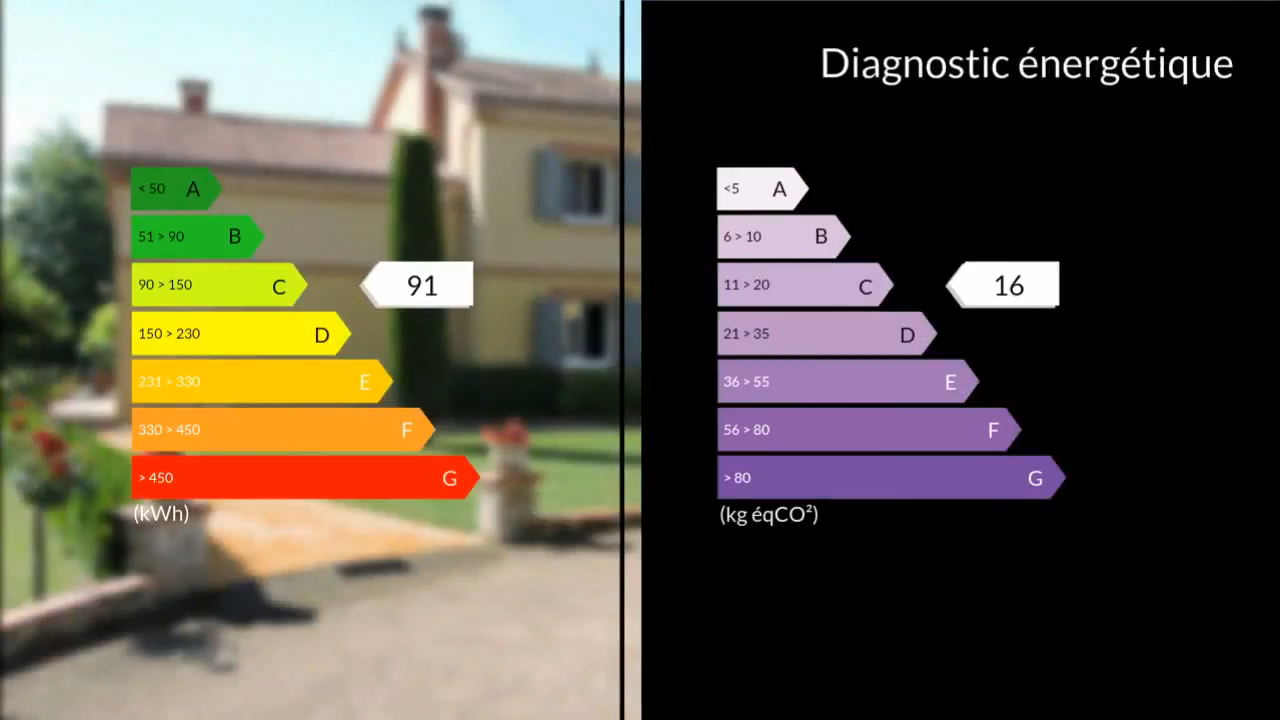 Diagnostic énergétique
< 50 A
51 > 90 B
90 > 150 C
91
150 > 230 D
231 > 330 E
330 > 450 F
> 450 G
(kWh)
<5 A
6 > 10 B
11 > 20 C
16
21 > 35 D
36 > 55 E
56 > 80 F
> 80 G
(kg éqCO²)